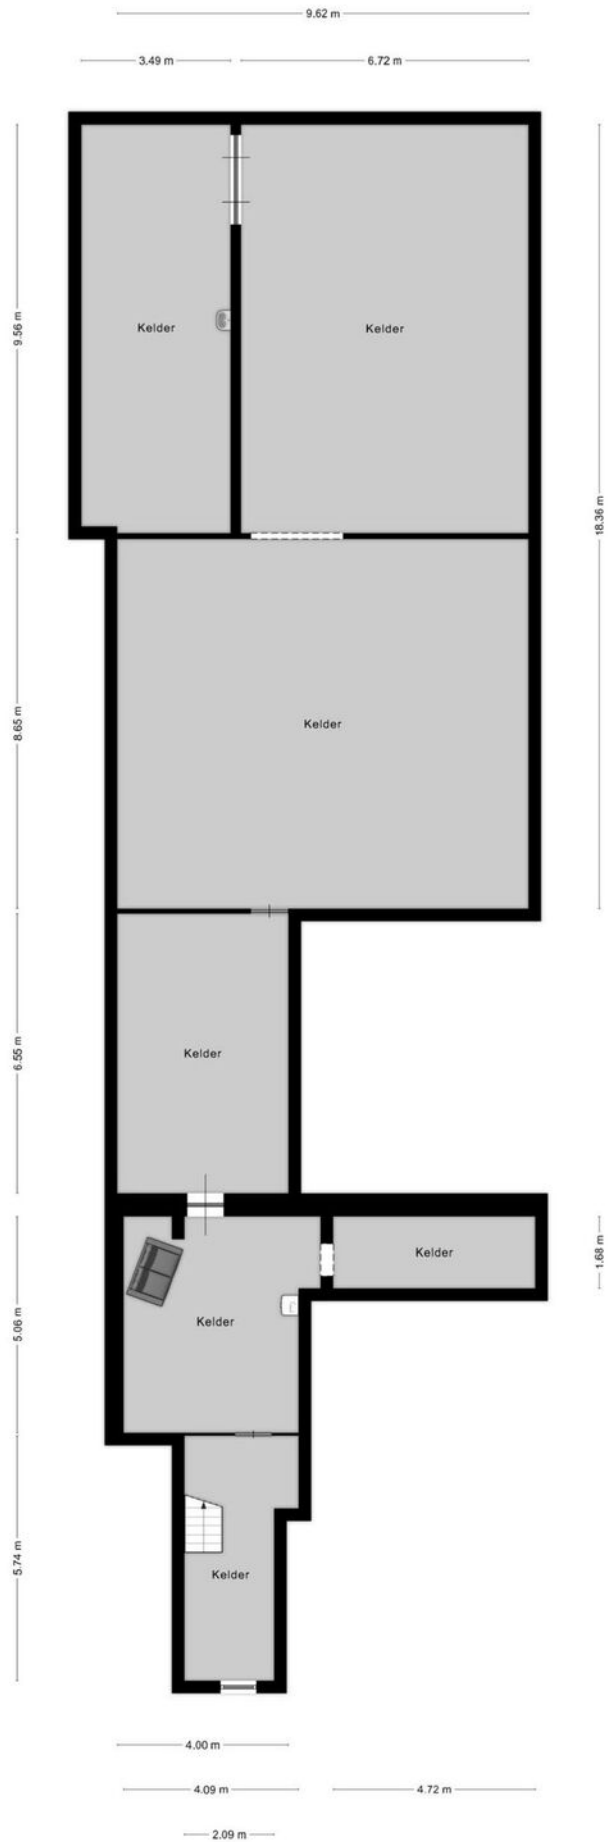 9.62 m
3.49 m
6.72 m
9.56 m
Kelder
Kelder
18.36 m
8.65 m
Kelder
6.55 m
Kelder
Kelder
1.68 m
5.06 m
Kelder
5.74 m
Kelder
4.00 m
4.09 m
4.72 m
2.09 m